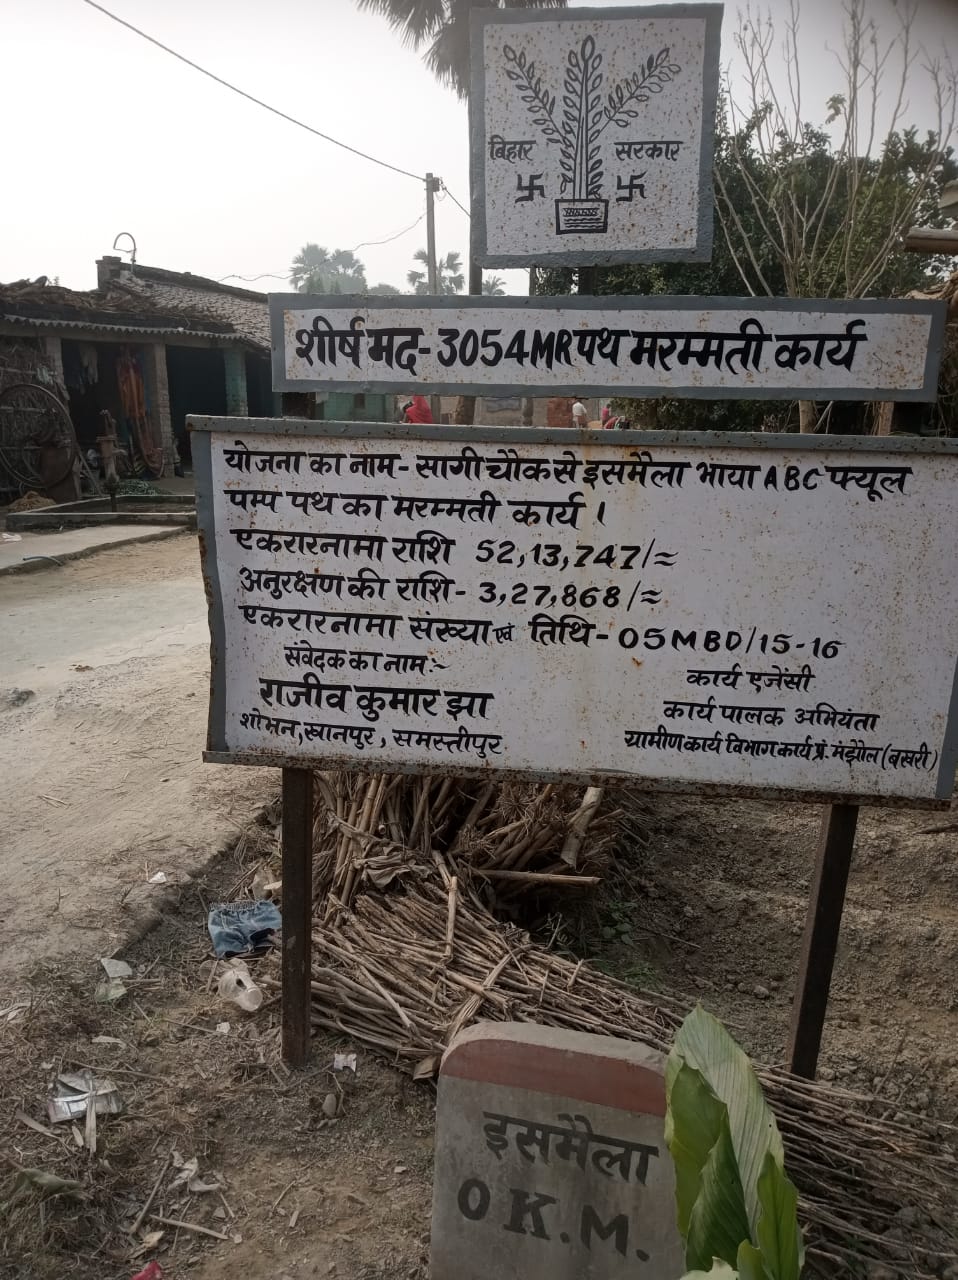 बिहार सरकार
शीर्ष मद- 3054MR पथ मरम्मती कार्य
योजना का नाम- सागी चौक से इसमैला भाया ABC फ्यूल
पम्प पथ का मरम्मती कार्य ।
एकरारनामा राशि 52,13,747/≈
अनुरक्षण की राशि- 3,27,868/≈
एकरारनामा संख्या एवं तिथि- 05MBD/15-16
संवेदक का नाम:-
राजीव कुमार झा
शोभन, खानपुर, समस्तीपुर
कार्य एजेंसी
कार्य पालक अभियंता
ग्रामीण कार्य विभाग कार्य प्र. मंझौल (बखरी)
इसमैला
0 K.M.